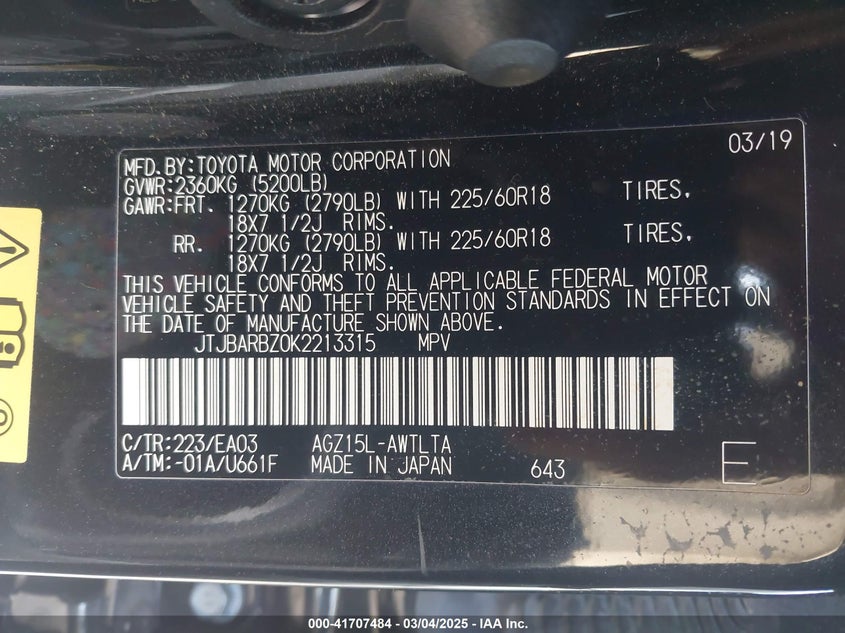 03/19
MFD. BY: TOYOTA MOTOR CORPORATION
GVWR: 2360KG (5200LB)
GAWR: FRT. 1270KG (2790LB) WITH 225/60R18 TIRES.
18X7 1/2J RIMS.
RR. 1270KG (2790LB) WITH 225/60R18 TIRES.
18X7 1/2J RIMS.
THIS VEHICLE CONFORMS TO ALL APPLICABLE FEDERAL MOTOR
VEHICLE SAFETY AND THEFT PREVENTION STANDARDS IN EFFECT ON
THE DATE OF MANUFACTURE SHOWN ABOVE.
JTJBARBZ0K2213315 MPV
C/TR: 223/EA03 AGZ15L-AWTLTA
A/TM: -01A/U661F MADE IN JAPAN 643 E
000-41707484 — 03/04/2025 — IAA Inc.